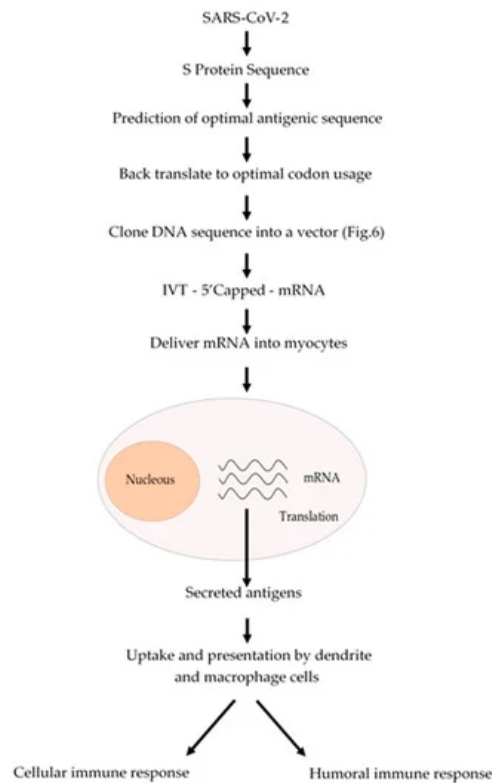 SARS-CoV-2
S Protein Sequence
Prediction of optimal antigenic sequence
Back translate to optimal codon usage
Clone DNA sequence into a vector (Fig.6)
IVT - 5'Capped - mRNA
Deliver mRNA into myocytes
Nucleous
mRNA
Translation
Secreted antigens
Uptake and presentation by dendrite
and macrophage cells
Cellular immune response
Humoral immune response